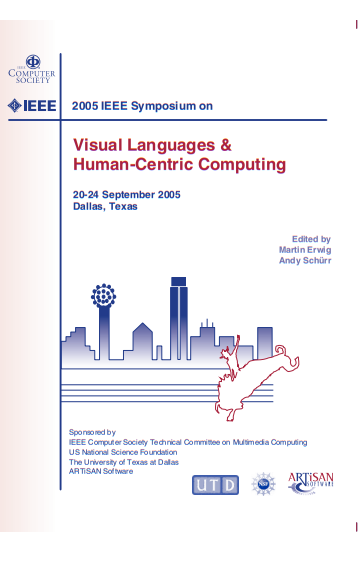 IEEE
COMPUTER
SOCIETY
IEEE
2005 IEEE Symposium on
Visual Languages &
Human-Centric Computing
20-24 September 2005
Dallas, Texas
Edited by
Martin Erwig
Andy Schürr
Sponsored by
IEEE Computer Society Technical Committee on Multimedia Computing
US National Science Foundation
The University of Texas at Dallas
ARTiSAN Software
UTD
NSF
ARTiSAN
SOFTWARE